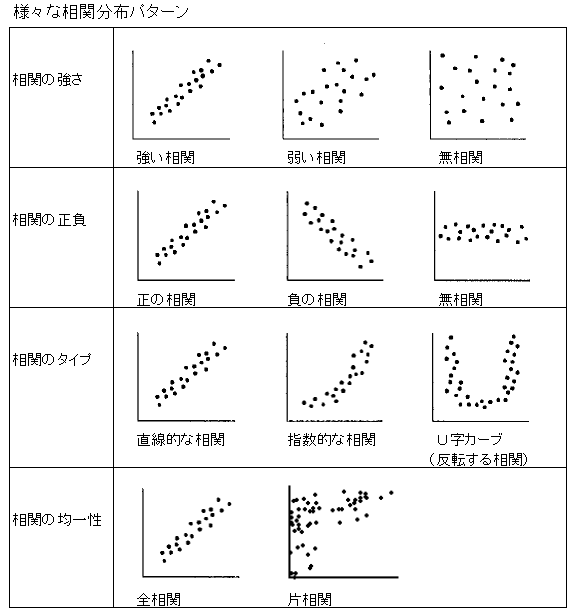 様々な相関分布パターン
相関の強さ
強い相関
弱い相関
無相関
相関の正負
正の相関
負の相関
無相関
相関のタイプ
直線的な相関
指数的な相関
U字カーブ
（反転する相関）
相関の均一性
全相関
片相関